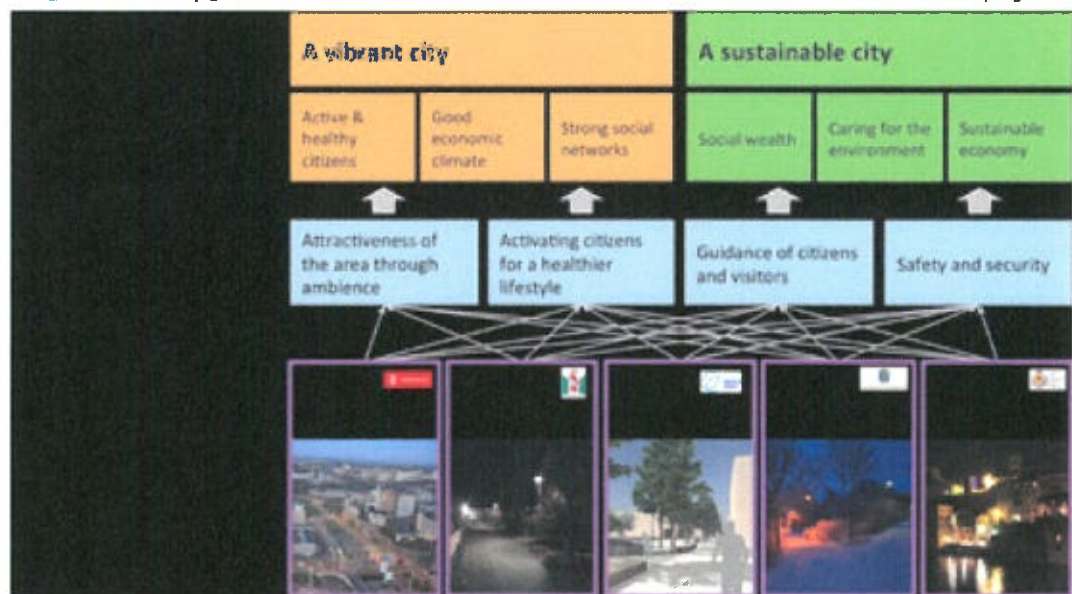 A vibrant city
A sustainable city
Active &
healthy
citizens
Good
economic
climate
Strong social
networks
Social wealth
Caring for the
environment
Sustainable
economy
Attractiveness of
the area through
ambience
Activating citizens
for a healthier
lifestyle
Guidance of citizens
and visitors
Safety and security